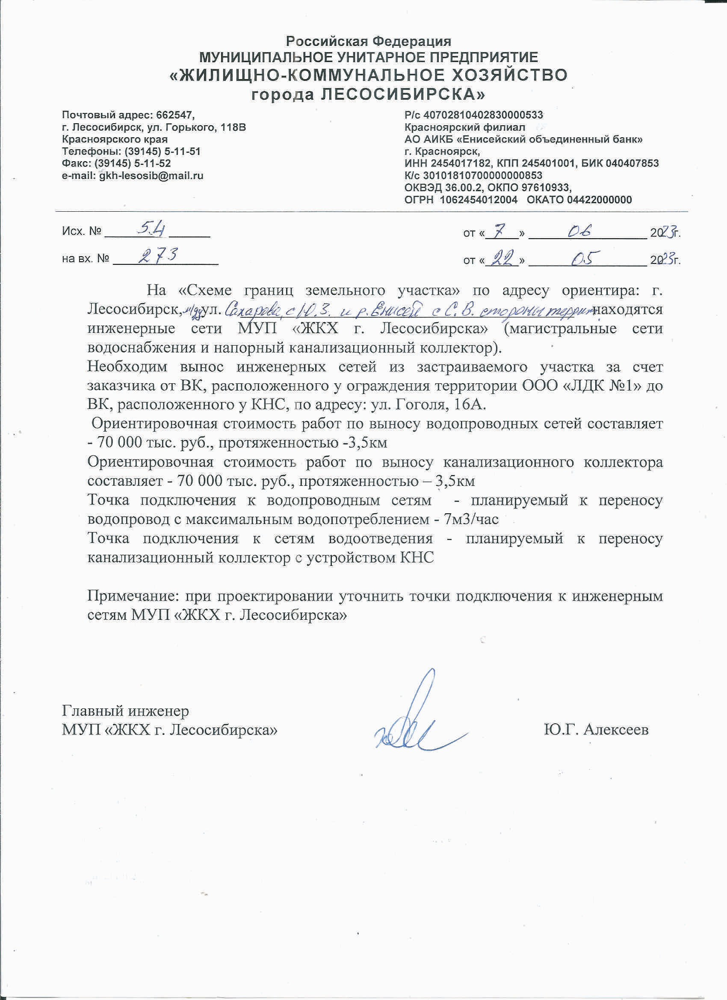 Российская Федерация
МУНИЦИПАЛЬНОЕ УНИТАРНОЕ ПРЕДПРИЯТИЕ
«ЖИЛИЩНО-КОММУНАЛЬНОЕ ХОЗЯЙСТВО
города ЛЕСОСИБИРСКА»
Почтовый адрес: 662547,
г. Лесосибирск, ул. Горького, 118В
Красноярского края
Телефоны: (39145) 5-11-51
Факс: (39145) 5-11-52
e-mail: gkh-lesosib@mail.ru
Р/с 40702810402830000533
Красноярский филиал
АО АИКБ «Енисейский объединенный банк»
г. Красноярск,
ИНН 2454017182, КПП 245401001, БИК 040407853
К/с 30101810700000000853
ОКВЭД 36.00.2, ОКПО 97610933,
ОГРН 1062454012004 ОКАТО 04422000000
Исх. № 54 от «7» 06 2023г.
на вх. № 273 от «22» 05 2023г.
На «Схеме границ земельного участка» по адресу ориентира: г.
Лесосибирск, м/ду ул. Сахарова, с Ю.З. и р. Енисей с С.В. стороны террит. находятся
инженерные сети МУП «ЖКХ г. Лесосибирска» (магистральные сети
водоснабжения и напорный канализационный коллектор).
Необходим вынос инженерных сетей из застраиваемого участка за счет
заказчика от ВК, расположенного у ограждения территории ООО «ЛДК №1» до
ВК, расположенного у КНС, по адресу: ул. Гоголя, 16А.
Ориентировочная стоимость работ по выносу водопроводных сетей составляет
- 70 000 тыс. руб., протяженностью -3,5км
Ориентировочная стоимость работ по выносу канализационного коллектора
составляет - 70 000 тыс. руб., протяженностью – 3,5км
Точка подключения к водопроводным сетям - планируемый к переносу
водопровод с максимальным водопотреблением - 7м3/час
Точка подключения к сетям водоотведения - планируемый к переносу
канализационный коллектор с устройством КНС
Примечание: при проектировании уточнить точки подключения к инженерным
сетям МУП «ЖКХ г. Лесосибирска»
Главный инженер
МУП «ЖКХ г. Лесосибирска» Ю.Г. Алексеев